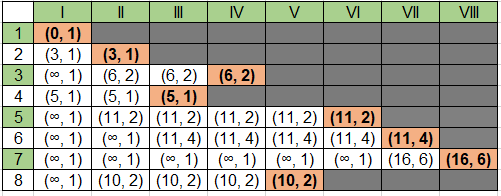 I II III IV V VI VII VIII
1 (0, 1)
2 (3, 1) (3, 1)
3 (∞, 1) (6, 2) (6, 2) (6, 2)
4 (5, 1) (5, 1) (5, 1)
5 (∞, 1) (11, 2) (11, 2) (11, 2) (11, 2) (11, 2)
6 (∞, 1) (∞, 1) (11, 4) (11, 4) (11, 4) (11, 4) (11, 4)
7 (∞, 1) (∞, 1) (∞, 1) (∞, 1) (∞, 1) (∞, 1) (16, 6) (16, 6)
8 (∞, 1) (10, 2) (10, 2) (10, 2) (10, 2)